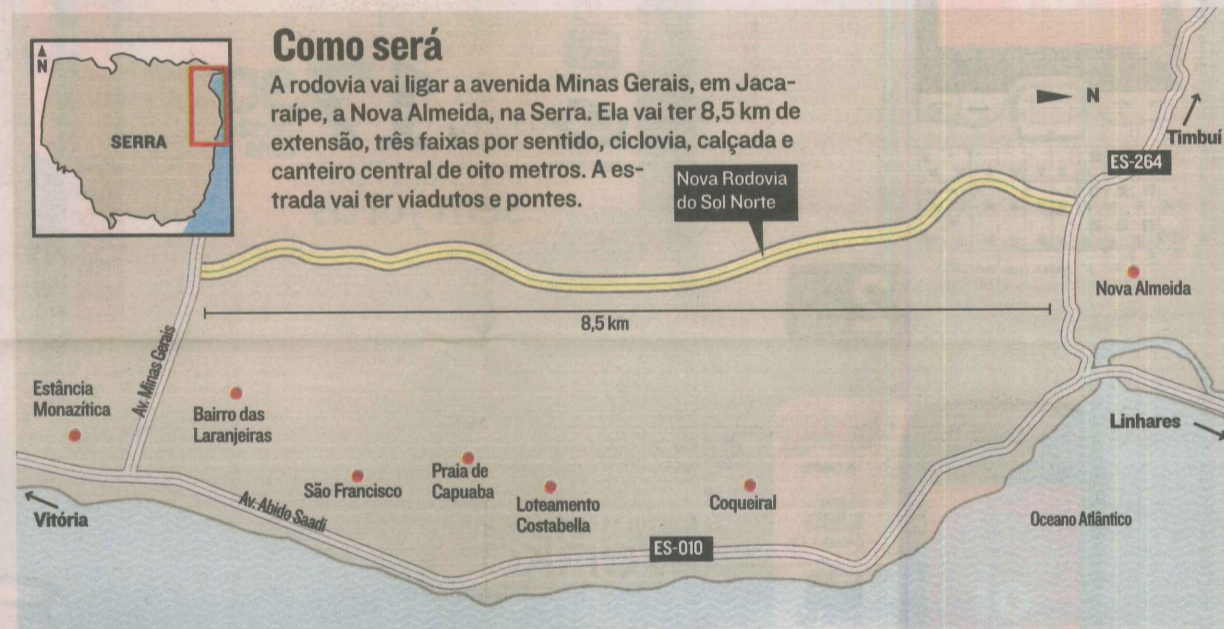 Como será
A rodovia vai ligar a avenida Minas Gerais, em Jaca-
raípe, a Nova Almeida, na Serra. Ela vai ter 8,5 km de
extensão, três faixas por sentido, ciclovia, calçada e
canteiro central de oito metros. A es-
trada vai ter viadutos e pontes.
N
SERRA
N
Timbuí
ES-264
Nova Rodovia
do Sol Norte
Nova Almeida
8,5 km
Av. Minas Gerais
Estância
Monazítica
Bairro das
Laranjeiras
Linhares
São Francisco
Praia de
Capuaba
Loteamento
Costabella
Coqueiral
Vitória
Av. Abido Saadi
Oceano Atlântico
ES-010